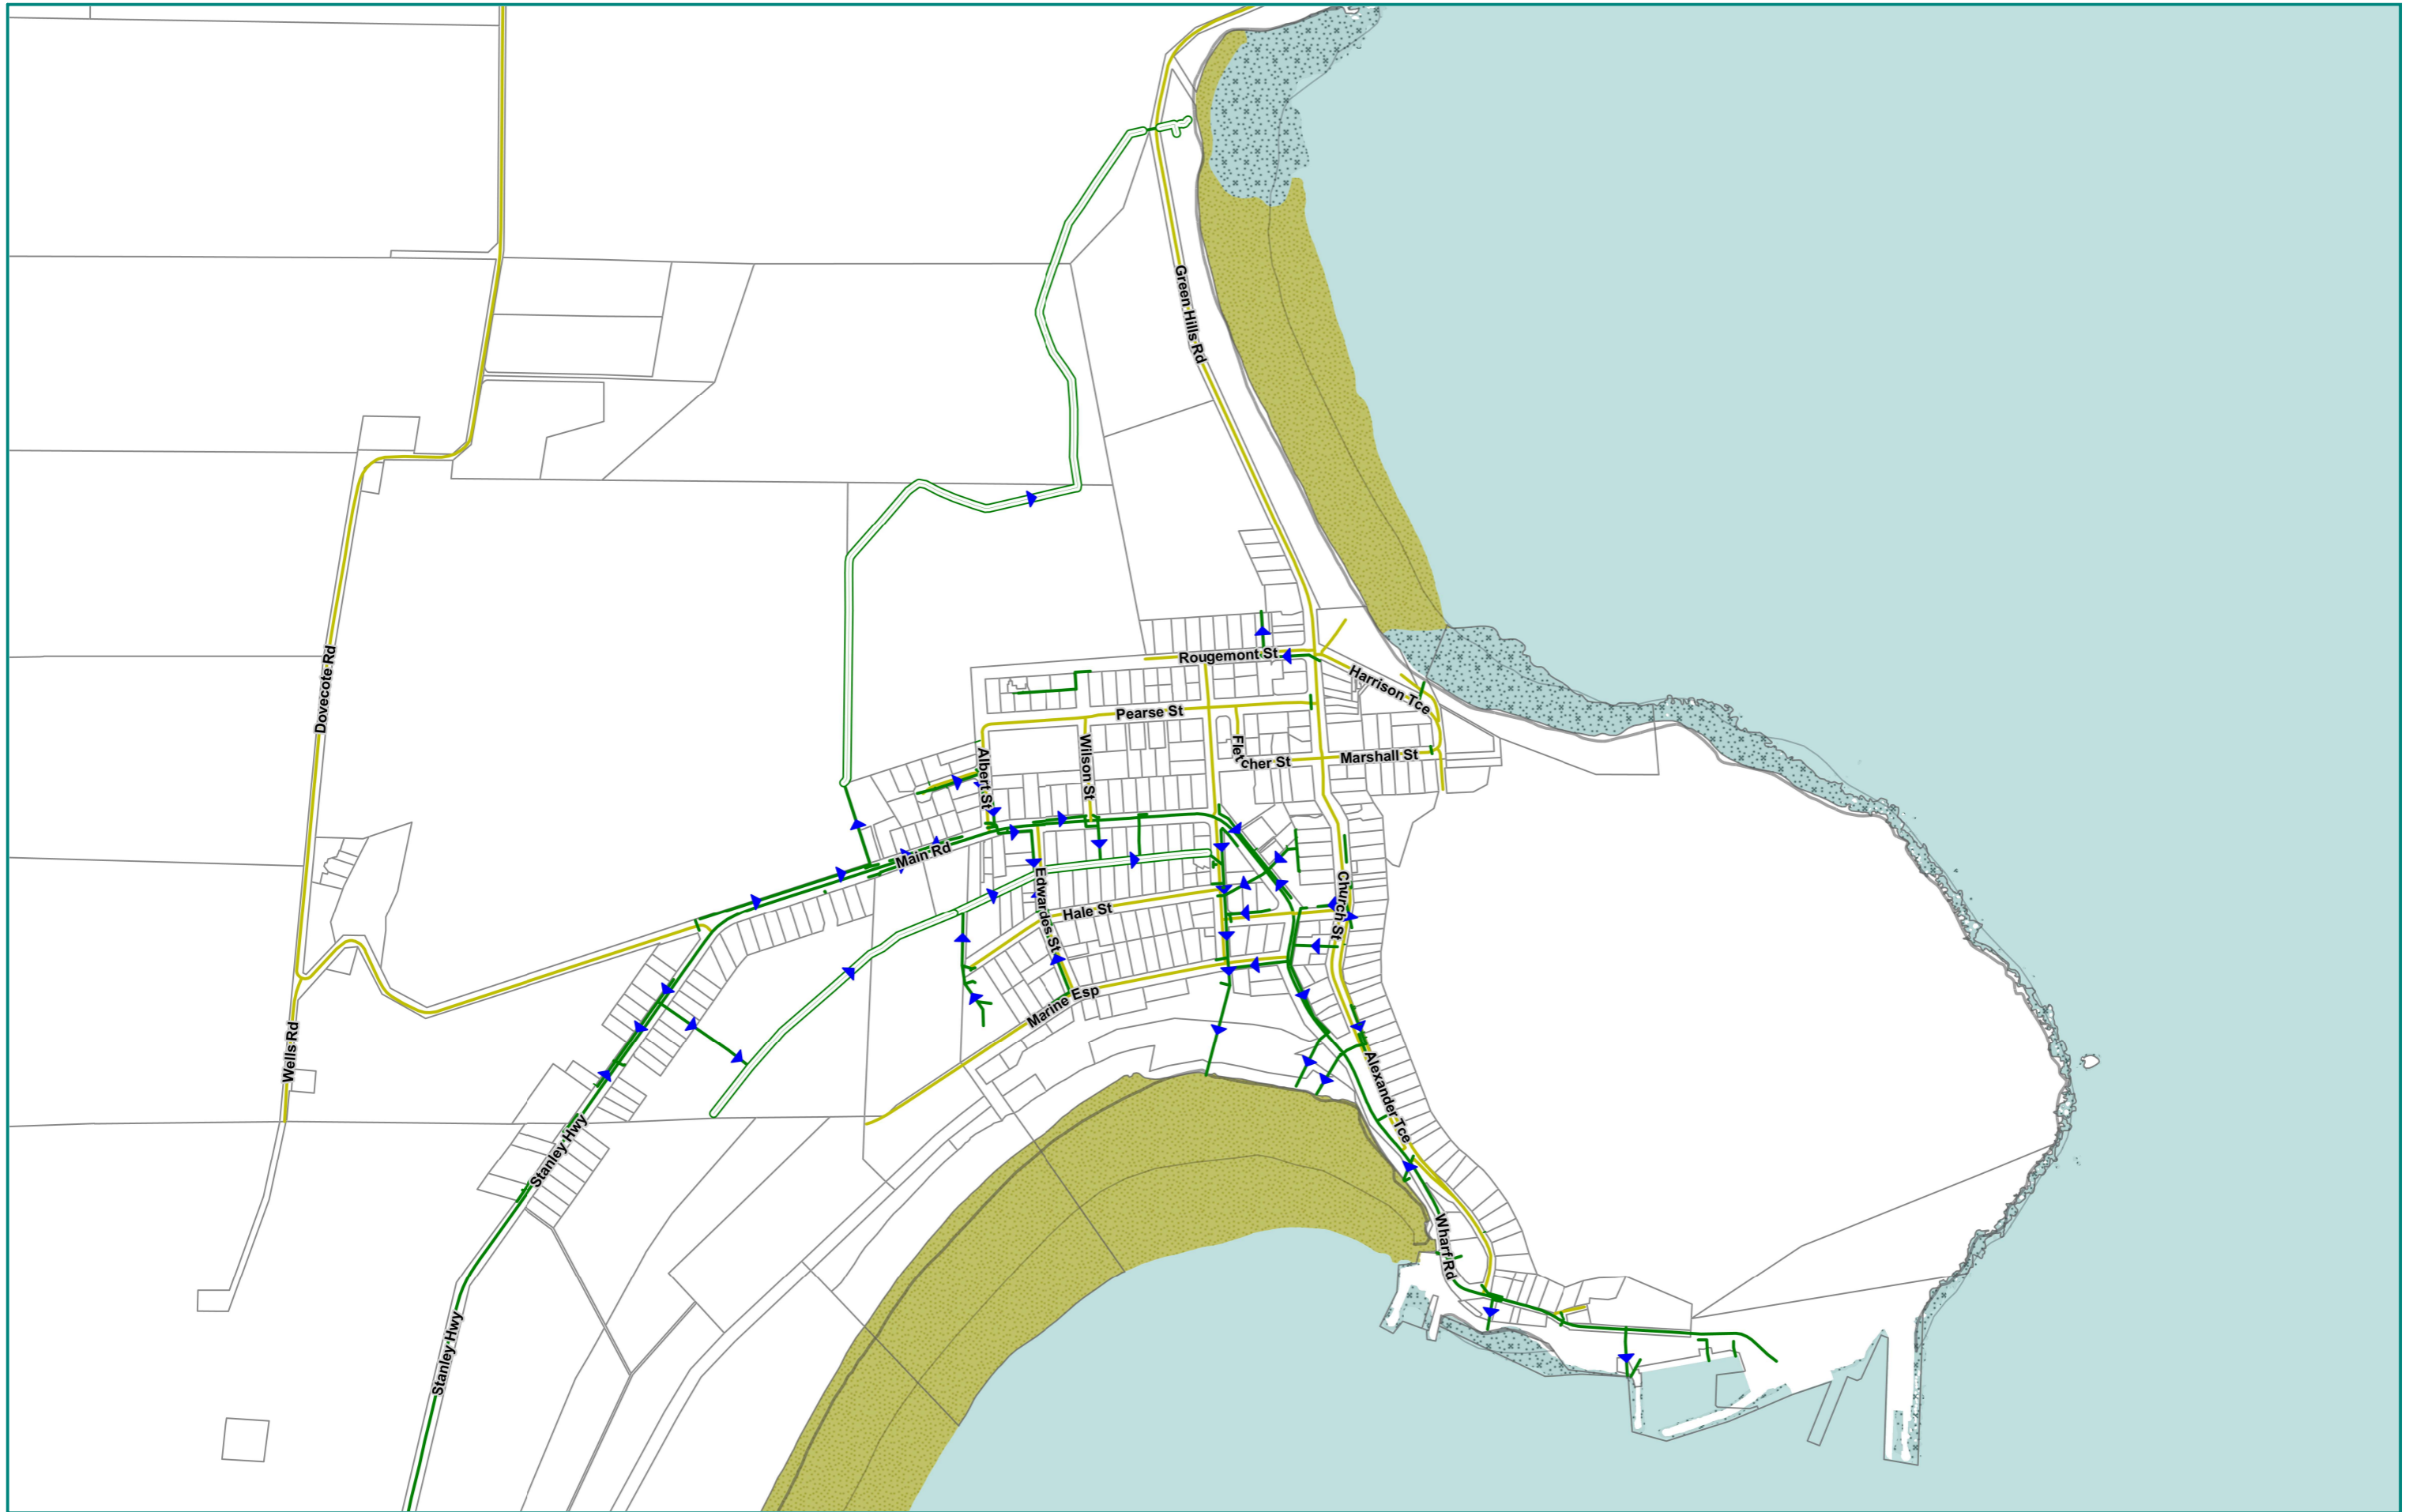 Green Hills Rd
Rougemont St
Harrison Tce
Dovecote Rd
Pearse St
Albert St
Wilson St
Fletcher St
Marshall St
Main Rd
Edwardes St
Hale St
Church St
Marine Esp
Wells Rd
Alexander Tce
Stanley Hwy
Wharf Rd
Stanley Hwy